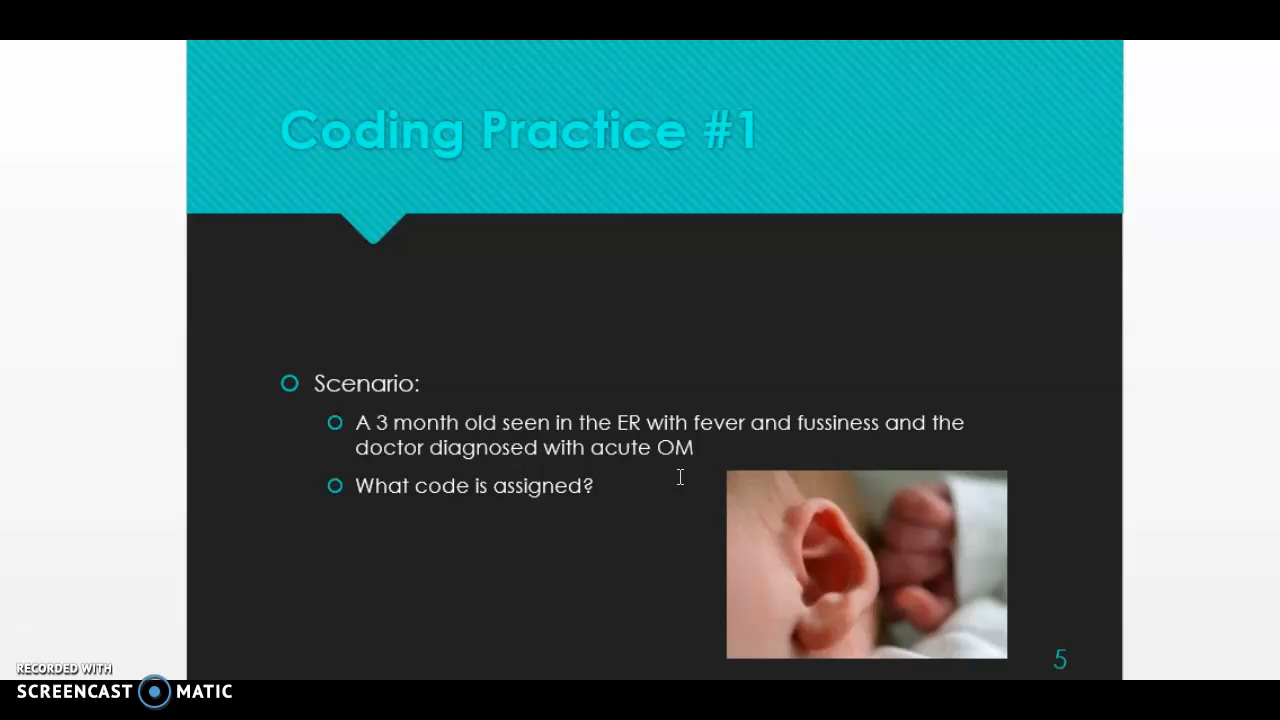 Coding Practice #1
Scenario:
A 3 month old seen in the ER with fever and fussiness and the
doctor diagnosed with acute OM
What code is assigned?
5
RECORDED WITH
SCREENCAST MATIC